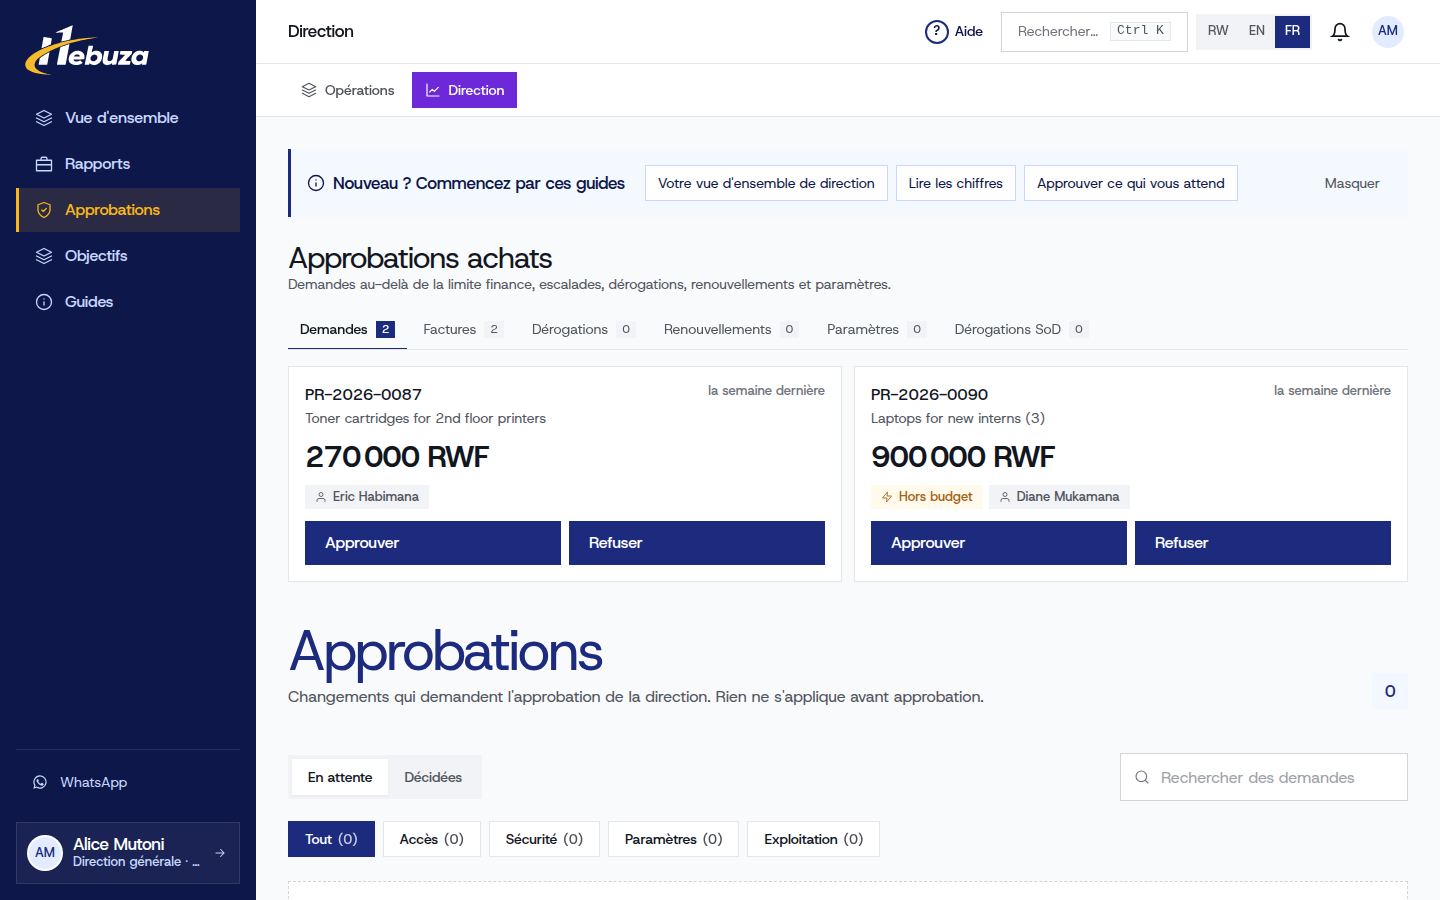 Hebuza
Vue d'ensemble
Rapports
Approbations
Objectifs
Guides
WhatsApp
AM
Alice Mutoni
Direction générale · …
Direction
? Aide
Rechercher… Ctrl K
RW EN FR
AM
Opérations
Direction
Nouveau ? Commencez par ces guides
Votre vue d'ensemble de direction
Lire les chiffres
Approuver ce qui vous attend
Masquer
Approbations achats
Demandes au-delà de la limite finance, escalades, dérogations, renouvellements et paramètres.
Demandes 2
Factures 2
Dérogations 0
Renouvellements 0
Paramètres 0
Dérogations SoD 0
PR-2026-0087
la semaine dernière
Toner cartridges for 2nd floor printers
270 000 RWF
Eric Habimana
Approuver
Refuser
PR-2026-0090
la semaine dernière
Laptops for new interns (3)
900 000 RWF
Hors budget
Diane Mukamana
Approuver
Refuser
Approbations
Changements qui demandent l'approbation de la direction. Rien ne s'applique avant approbation.
0
En attente
Décidées
Rechercher des demandes
Tout (0)
Accès (0)
Sécurité (0)
Paramètres (0)
Exploitation (0)